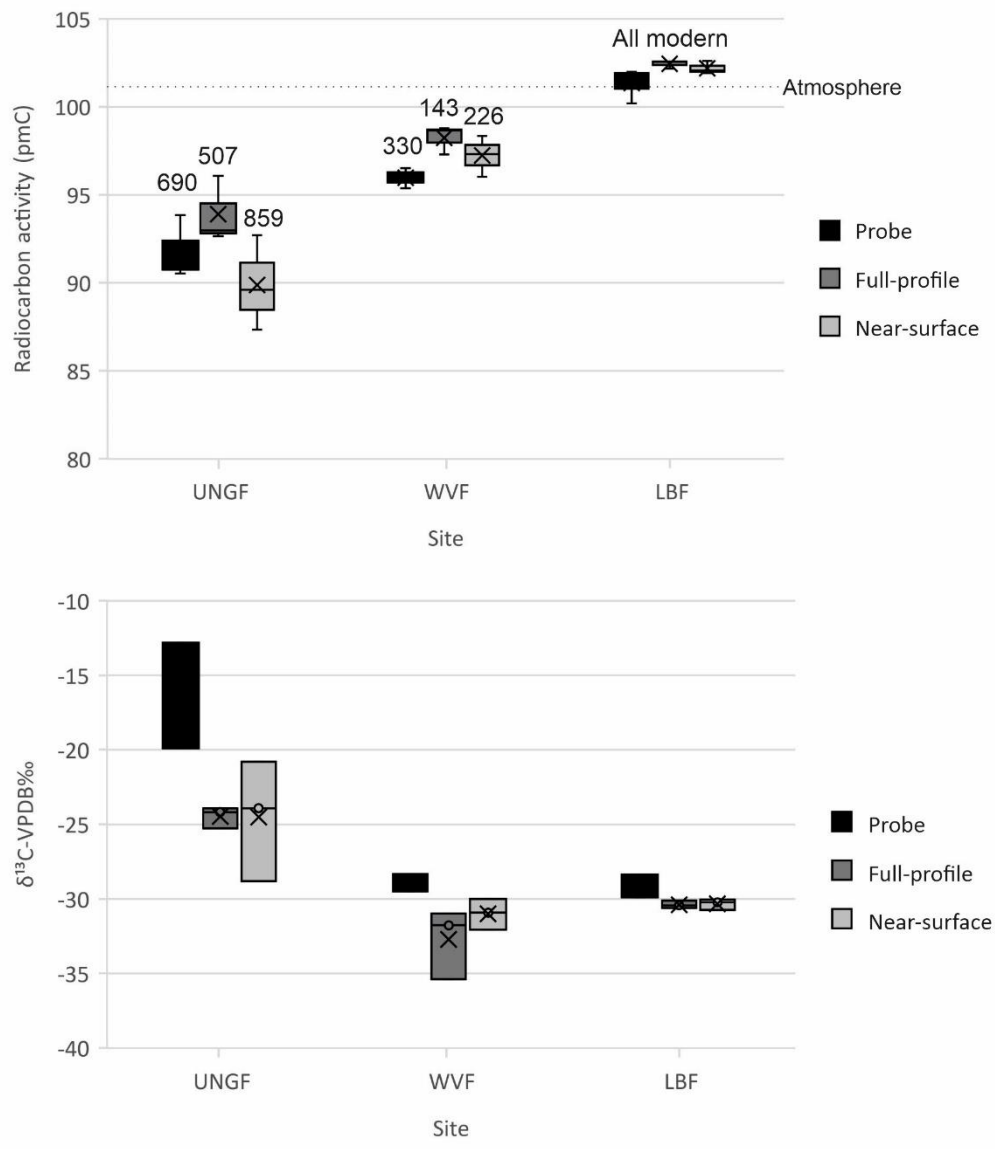 105
100
95
90
85
80
Radiocarbon activity (pmC)
690
507
859
330
143
226
All modern
Atmosphere
UNGF
WVF
LBF
Site
Probe
Full-profile
Near-surface
-10
-15
-20
-25
-30
-35
-40
δ¹³C-VPDB‰
UNGF
WVF
LBF
Site
Probe
Full-profile
Near-surface